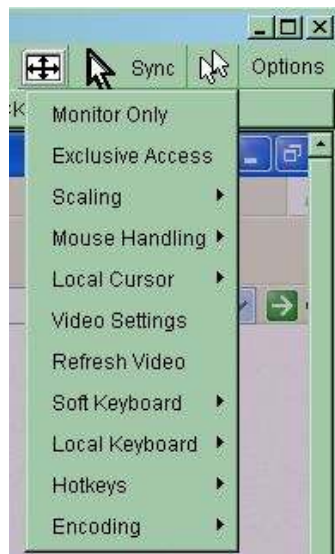 Sync Options
K
Monitor Only
Exclusive Access
Scaling
Mouse Handling
Local Cursor
Video Settings
Refresh Video
Soft Keyboard
Local Keyboard
Hotkeys
Encoding